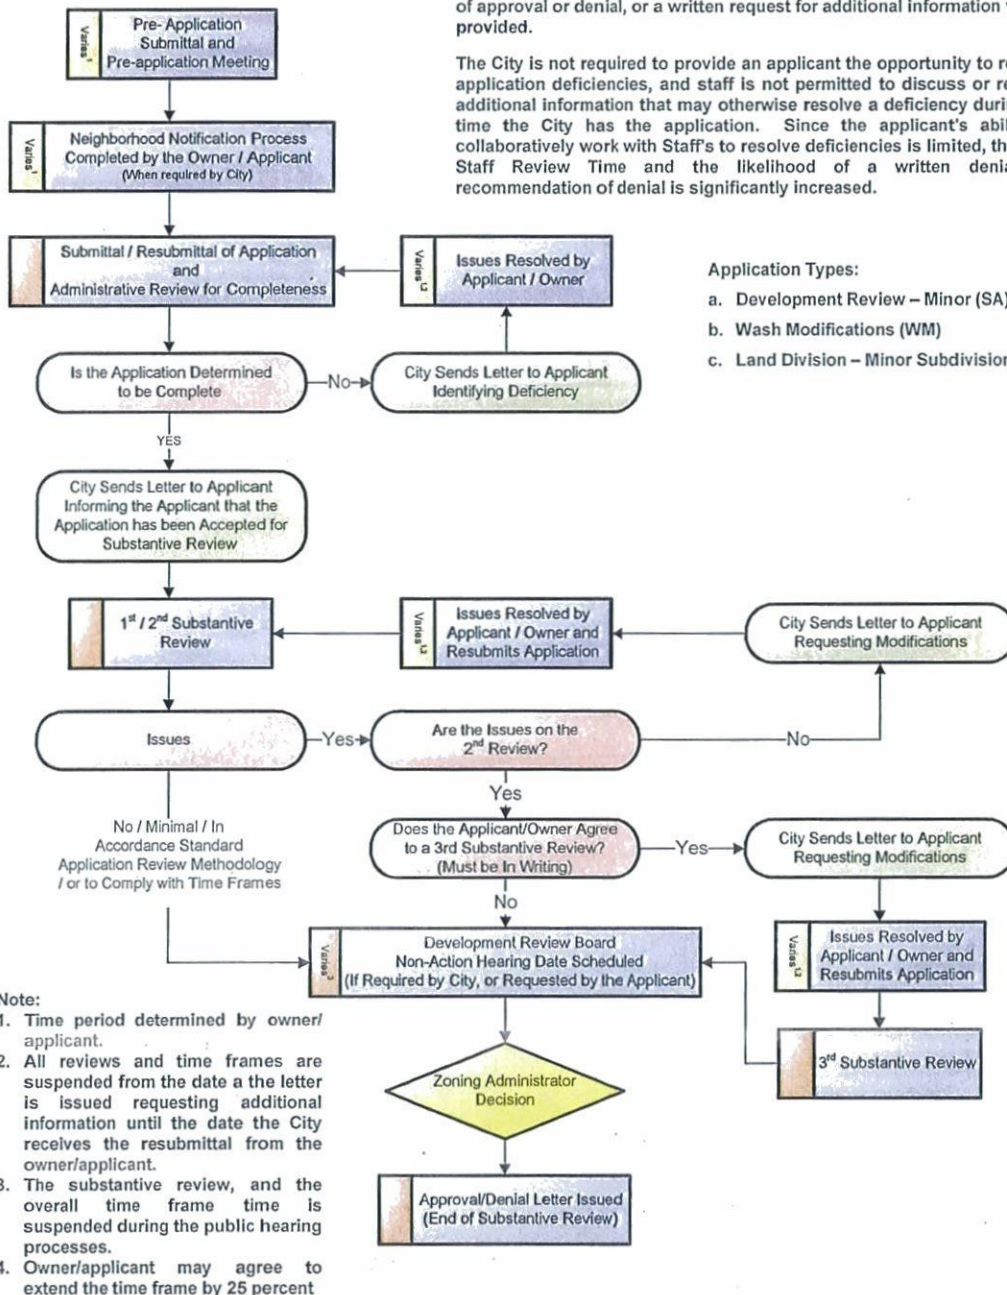 of approval or denial, or a written request for additional information
provided.
The City is not required to provide an applicant the opportunity to
application deficiencies, and staff is not permitted to discuss or
additional information that may otherwise resolve a deficiency
time the City has the application. Since the applicant's
collaboratively work with Staff's to resolve deficiencies is limited,
Staff Review Time and the likelihood of a written
recommendation of denial is significantly increased.
Pre- Application
Submittal and
Pre-application Meeting
Varies1
Neighborhood Notification Process
Completed by the Owner / Applicant
(When required by City)
Varies1
Submittal / Resubmittal of Application
and
Administrative Review for Completeness
Issues Resolved by
Applicant / Owner
Varies1,2
Application Types:
a. Development Review – Minor (SA)
b. Wash Modifications (WM)
c. Land Division – Minor Subdivision
Is the Application Determined
to be Complete
No
City Sends Letter to Applicant
Identifying Deficiency
YES
City Sends Letter to Applicant
Informing the Applicant that the
Application has been Accepted for
Substantive Review
1st / 2nd Substantive
Review
Issues Resolved by
Applicant / Owner and
Resubmits Application
Varies1,2
City Sends Letter to Applicant
Requesting Modifications
Issues
Yes
Are the Issues on the
2nd Review?
No
Yes
No / Minimal / In
Accordance Standard
Application Review Methodology
/ or to Comply with Time Frames
Does the Applicant/Owner Agree
to a 3rd Substantive Review?
(Must be In Writing)
Yes
City Sends Letter to Applicant
Requesting Modifications
No
Development Review Board
Non-Action Hearing Date Scheduled
(If Required by City, or Requested by the Applicant)
Varies3
Issues Resolved by
Applicant / Owner and
Resubmits Application
Varies1,2
3rd Substantive Review
Zoning Administrator
Decision
Approval/Denial Letter Issued
(End of Substantive Review)
Note:
1. Time period determined by owner/
applicant.
2. All reviews and time frames are
suspended from the date a the letter
is issued requesting additional
information until the date the City
receives the resubmittal from the
owner/applicant.
3. The substantive review, and the
overall time frame time is
suspended during the public hearing
processes.
4. Owner/applicant may agree to
extend the time frame by 25 percent